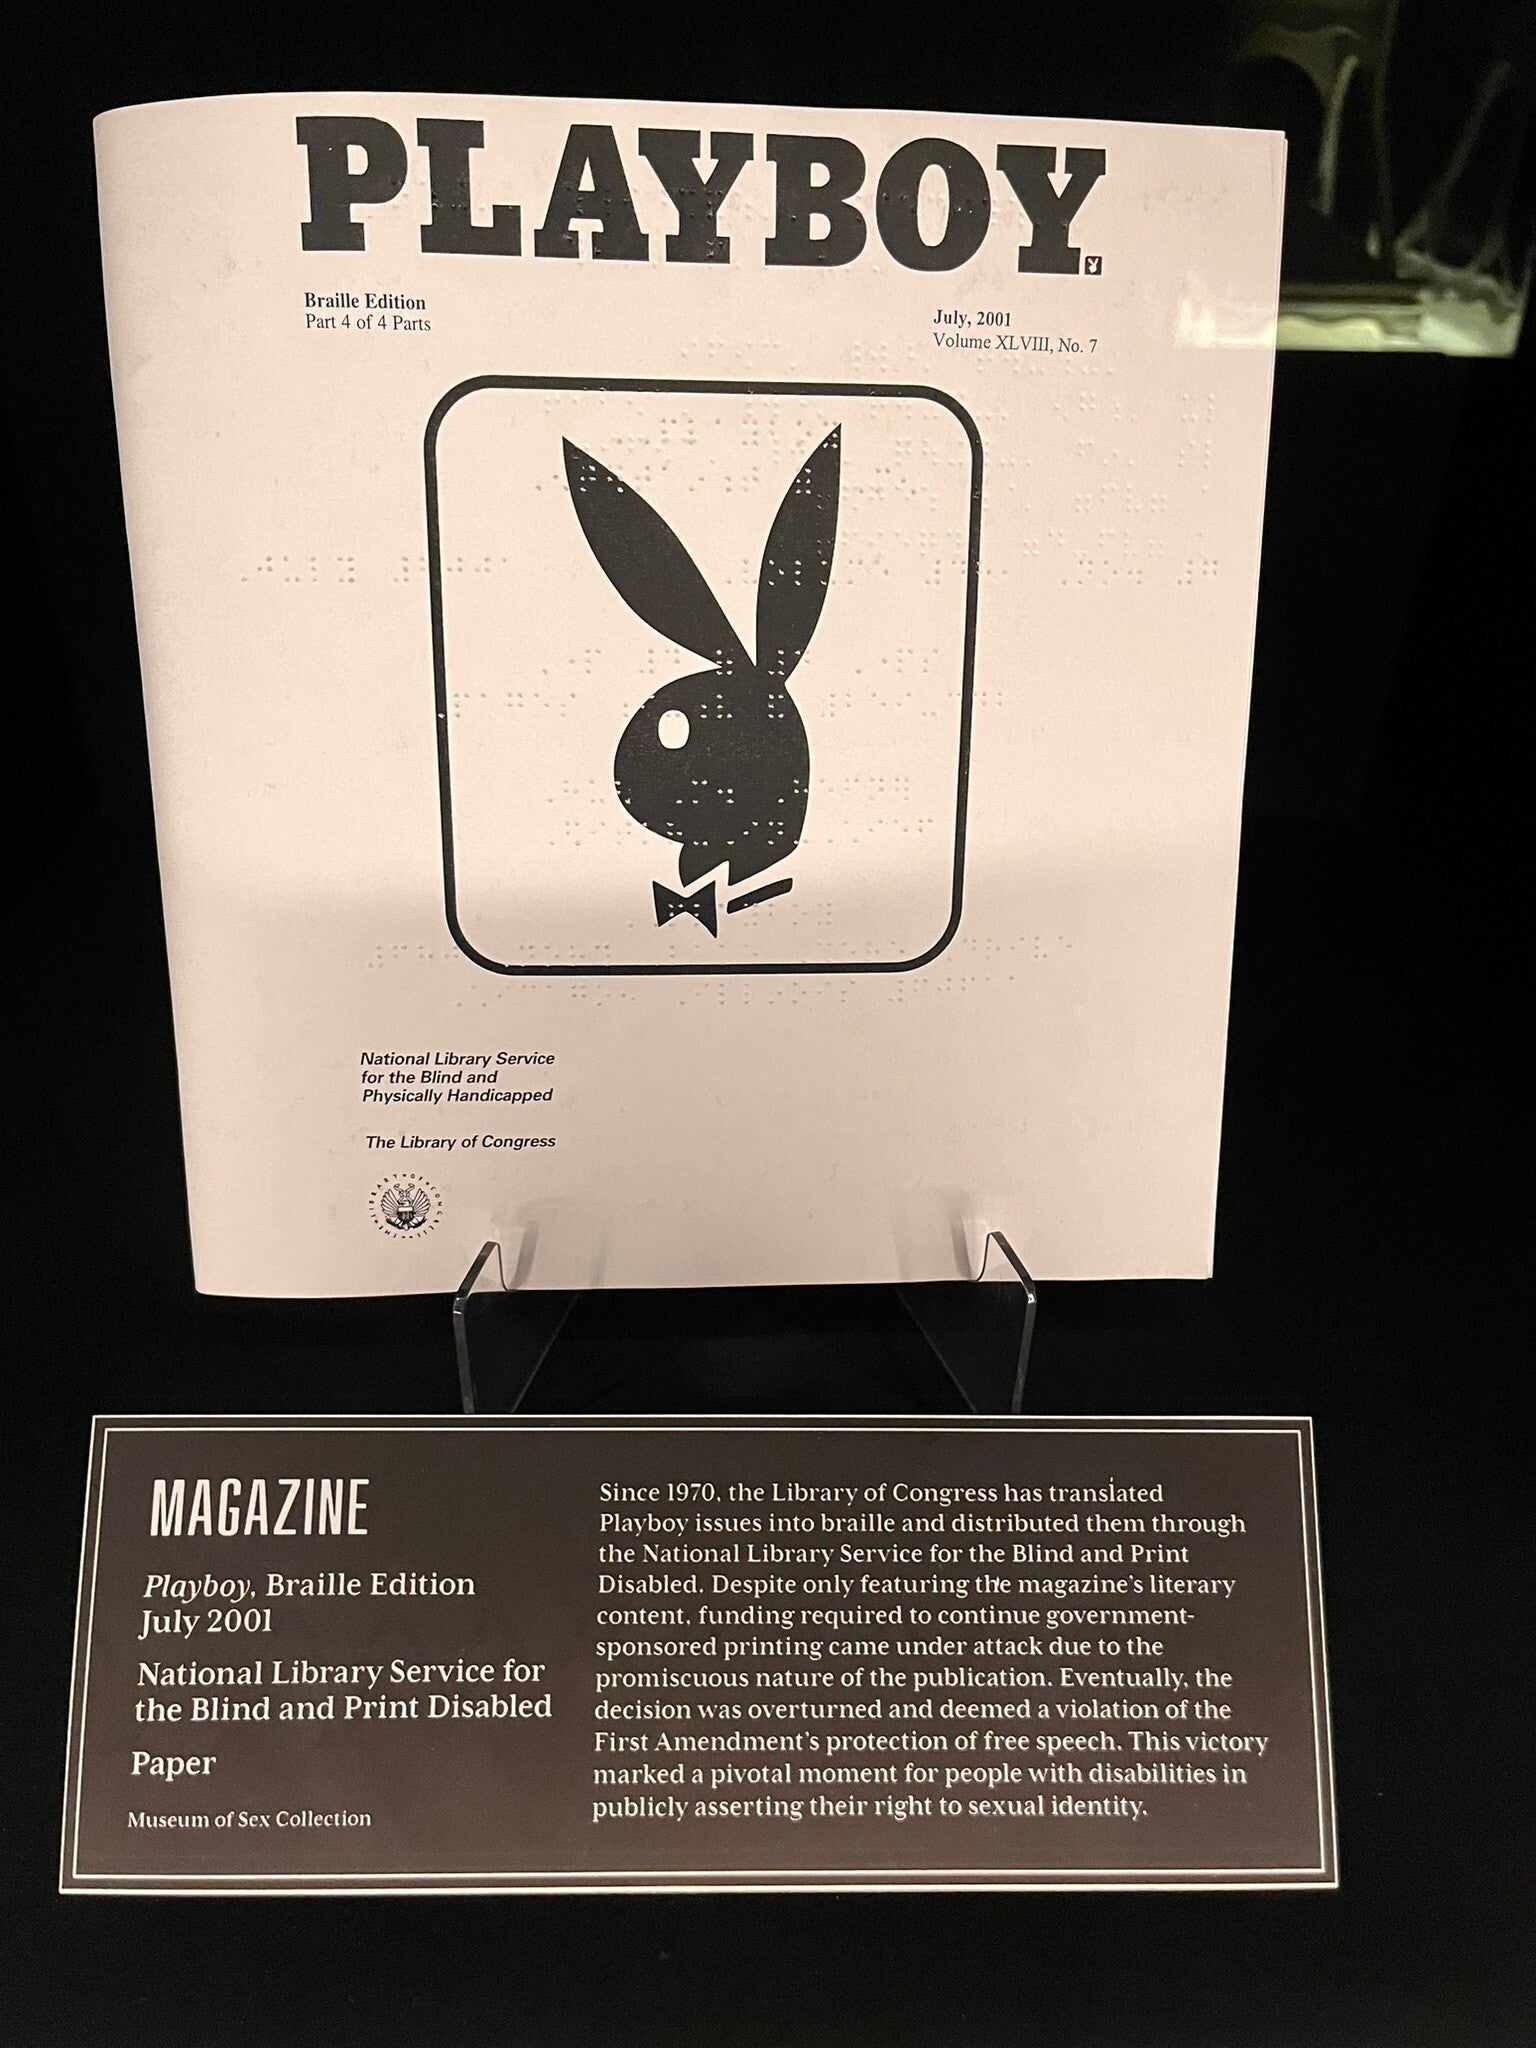 PLAYBOY
Braille Edition
Part 4 of 4 Parts
July, 2001
Volume XLVIII, No. 7
National Library Service
for the Blind and
Physically Handicapped
The Library of Congress
THE LIBRARY OF CONGRESS
MAGAZINE
Playboy, Braille Edition
July 2001
National Library Service for
the Blind and Print Disabled
Paper
Museum of Sex Collection
Since 1970, the Library of Congress has translated
Playboy issues into braille and distributed them through
the National Library Service for the Blind and Print
Disabled. Despite only featuring the magazine's literary
content, funding required to continue government-
sponsored printing came under attack due to the
promiscuous nature of the publication. Eventually, the
decision was overturned and deemed a violation of the
First Amendment's protection of free speech. This victory
marked a pivotal moment for people with disabilities in
publicly asserting their right to sexual identity.